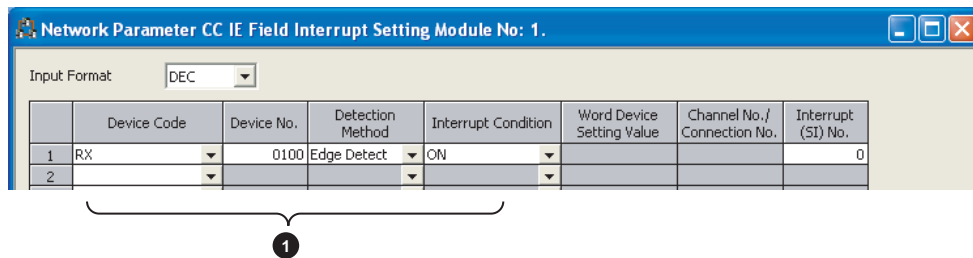 Network Parameter CC IE Field Interrupt Setting Module No: 1.
Input Format DEC
Device Code Device No. Detection Method Interrupt Condition Word Device Setting Value Channel No./ Connection No. Interrupt (SI) No.
1 RX 0100 Edge Detect ON 0
2
1